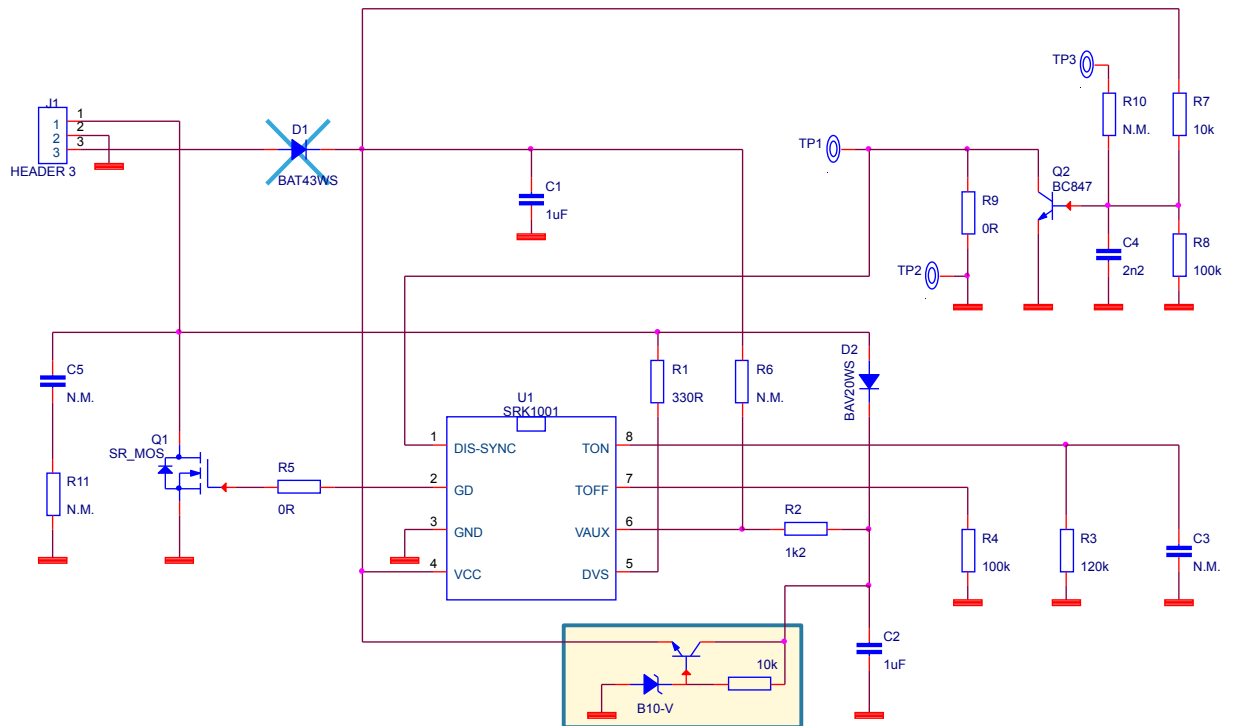 J1
1
2
3
1
2
3
HEADER 3
D1
BAT43WS
C1
1uF
TP3
R10
N.M.
R7
10k
TP1
Q2
BC847
R9
0R
C4
2n2
R8
100k
TP2
C5
N.M.
R1
330R
R6
N.M.
D2
BAV20WS
U1
SRK1001
Q1
SR_MOS
1
DIS-SYNC
TON
8
R11
N.M.
R5
0R
2
GD
TOFF
7
3
GND
VAUX
6
R2
1k2
4
VCC
DVS
5
R4
100k
R3
120k
C3
N.M.
C2
1uF
10k
B10-V